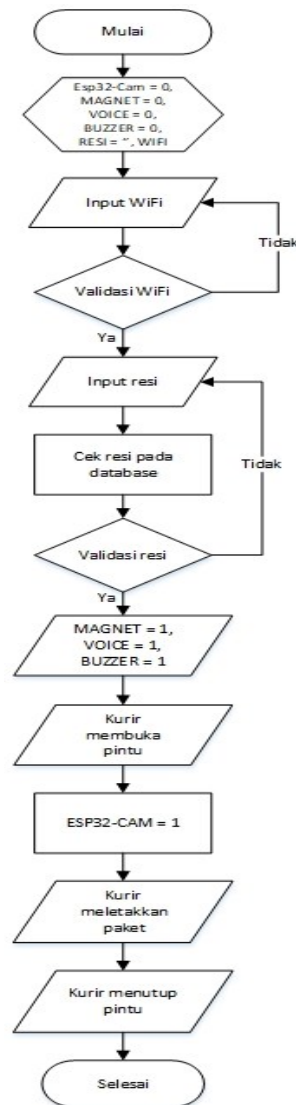 Mulai
Esp32-Cam = 0,
MAGNET = 0,
VOICE = 0,
BUZZER = 0,
RESI = “, WIFI
Input WiFi
Tidak
Validasi WiFi
Ya
Input resi
Cek resi pada
database
Tidak
Validasi resi
Ya
MAGNET = 1,
VOICE = 1,
BUZZER = 1
Kurir
membuka
pintu
ESP32-CAM = 1
Kurir
meletakkan
paket
Kurir menutup
pintu
Selesai